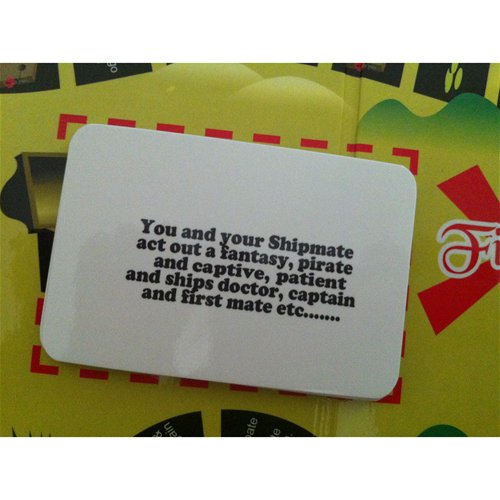 You and your Shipmate
act out a fantasy, pirate
and captive, patient
and ships doctor, captain
and first mate etc.......
Fi